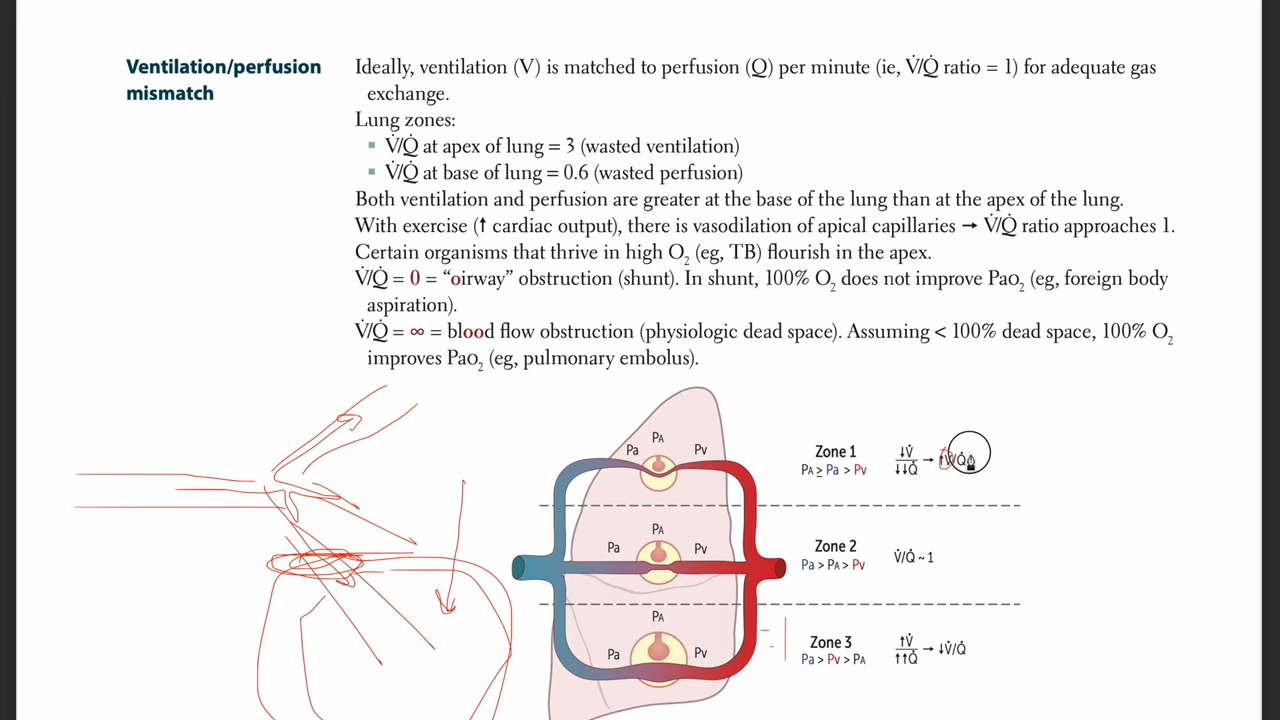 Ventilation/perfusion
mismatch
Ideally, ventilation (V) is matched to perfusion (Q) per minute (ie, V̇/Q̇ ratio = 1) for adequate gas
exchange.
Lung zones:
▪ V̇/Q̇ at apex of lung = 3 (wasted ventilation)
▪ V̇/Q̇ at base of lung = 0.6 (wasted perfusion)
Both ventilation and perfusion are greater at the base of the lung than at the apex of the lung.
With exercise (↑ cardiac output), there is vasodilation of apical capillaries → V̇/Q̇ ratio approaches 1.
Certain organisms that thrive in high O₂ (eg, TB) flourish in the apex.
V̇/Q̇ = 0 = “oirway” obstruction (shunt). In shunt, 100% O₂ does not improve PaO₂ (eg, foreign body
aspiration).
V̇/Q̇ = ∞ = blood flow obstruction (physiologic dead space). Assuming < 100% dead space, 100% O₂
improves PaO₂ (eg, pulmonary embolus).
PA
Pa
Pv
Zone 1
PA ≥ Pa > Pv
↓V̇
↓↓Q̇
→ ↑V̇/Q̇
PA
Pa
Pv
Zone 2
Pa > PA > Pv
V̇/Q̇ ~ 1
PA
Pa
Pv
Zone 3
Pa > Pv > PA
↑V̇
↑↑Q̇
→ ↓V̇/Q̇